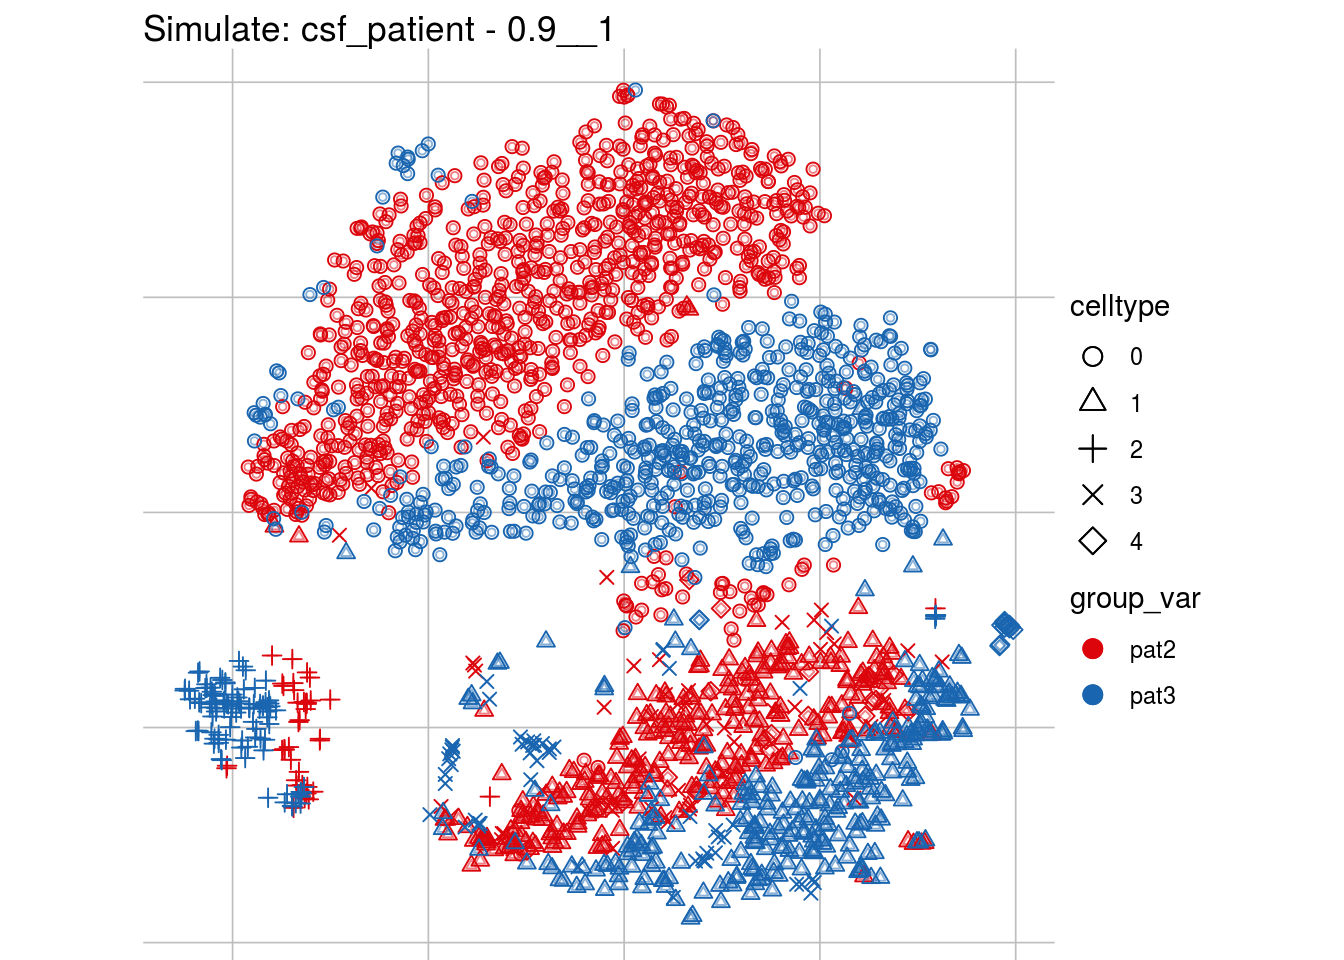 Simulate: csf_patient - 0.9__1
celltype
0
1
2
3
4
group_var
pat2
pat3